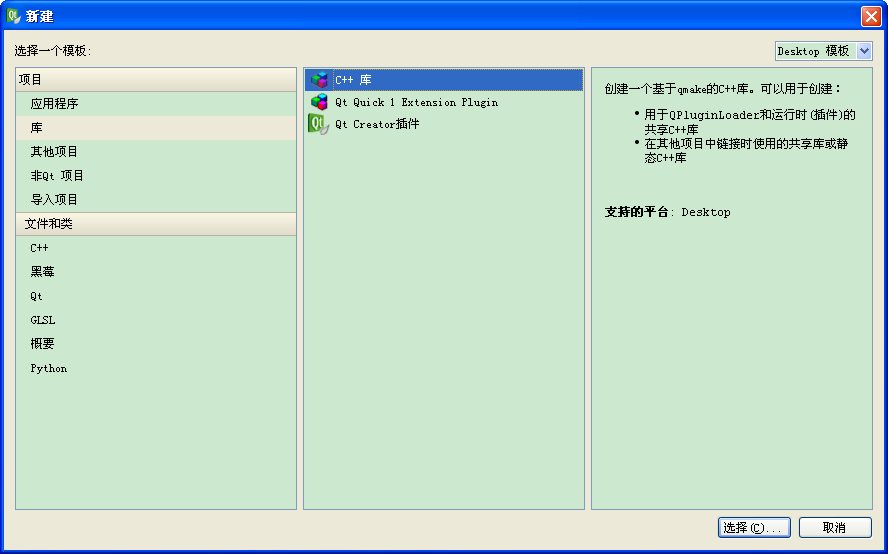 新建
选择一个模板:
Desktop 模板
项目
应用程序
库
其他项目
非Qt 项目
导入项目
文件和类
C++
黑莓
Qt
GLSL
概要
Python
C++ 库
Qt Quick 1 Extension Plugin
Qt Creator插件
创建一个基于qmake的C++库。可以用于创建：
• 用于QPluginLoader和运行时(插件)的
共享C++库
• 在其他项目中链接时使用的共享库或静
态C++库
支持的平台: Desktop
选择(C)...
取消